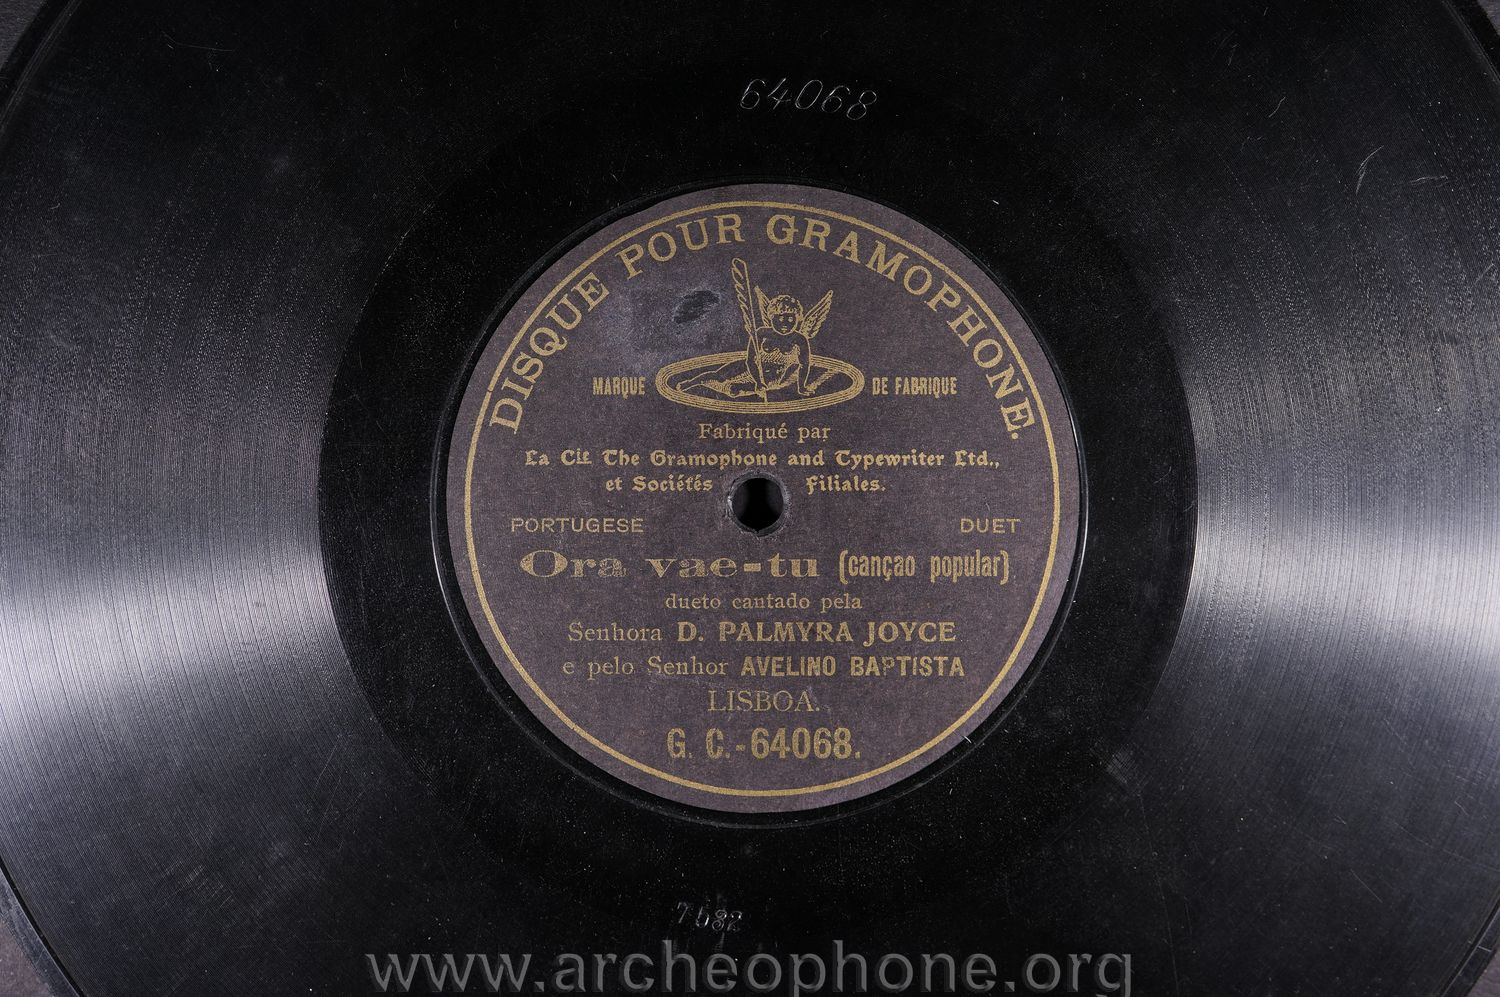 64068
DISQUE POUR GRAMOPHONE.
MARQUE DE FABRIQUE
Fabriqué par
La Cie The Gramophone and Typewriter Ltd.,
et Sociétés Filiales.
PORTUGESE DUET
Ora vae-tu (cançao popular)
dueto cantado pela
Senhora D. PALMYRA JOYCE
e pelo Senhor AVELINO BAPTISTA
LISBOA.
G. C.-64068.
www.archeophone.org